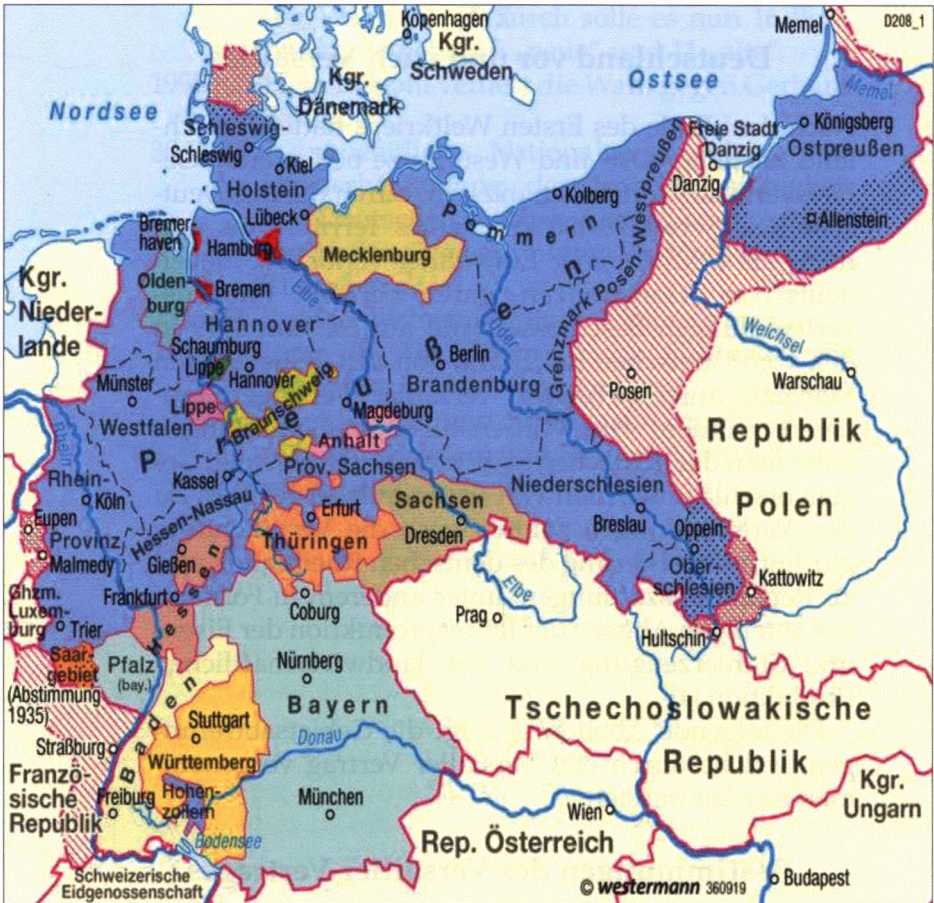 Kopenhagen
Kgr.
Schweden
Memel
D208_1
Nordsee
Kgr.
Dänemark
Ostsee
Memel
Schleswig-
Schleswig
Kiel
Holstein
Lübeck
Kolberg
Pommern
Freie Stadt
Danzig
Danzig
Königsberg
Ostpreußen
Allenstein
Bremer-
haven
Hamburg
Mecklenburg
Kgr.
Nieder-
lande
Olden-
burg
Bremen
Elbe
Oder
Grenzmark Posen-Westpreußen
Hannover
Schaumburg
Lippe
Hannover
Berlin
Brandenburg
Posen
Weichsel
Warschau
Münster
Lippe
Braunschweig
Magdeburg
Westfalen
Anhalt
Preußen
Republik
Polen
Rhein
Rhein-
Köln
Provinz
Kassel
Prov. Sachsen
Hessen-Nassau
Erfurt
Sachsen
Niederschlesien
Eupen
Malmedy
Gießen
Thüringen
Dresden
Breslau
Oppeln
Ober-
schlesien
Kattowitz
Ghzm.
Luxem-
burg
Trier
Frankfurt
Hessen
Coburg
Elbe
Prag
Hultschin
Saar-
gebiet
(Abstimmung
1935)
Pfalz
(bay.)
Nürnberg
Bayern
Tschechoslowakische
Republik
Straßburg
Baden
Stuttgart
Württemberg
Donau
Franzö-
sische
Republik
Freiburg
Hohen-
zollern
München
Wien
Kgr.
Ungarn
Bodensee
Rep. Österreich
Schweizerische
Eidgenossenschaft
© westermann 360919
Budapest